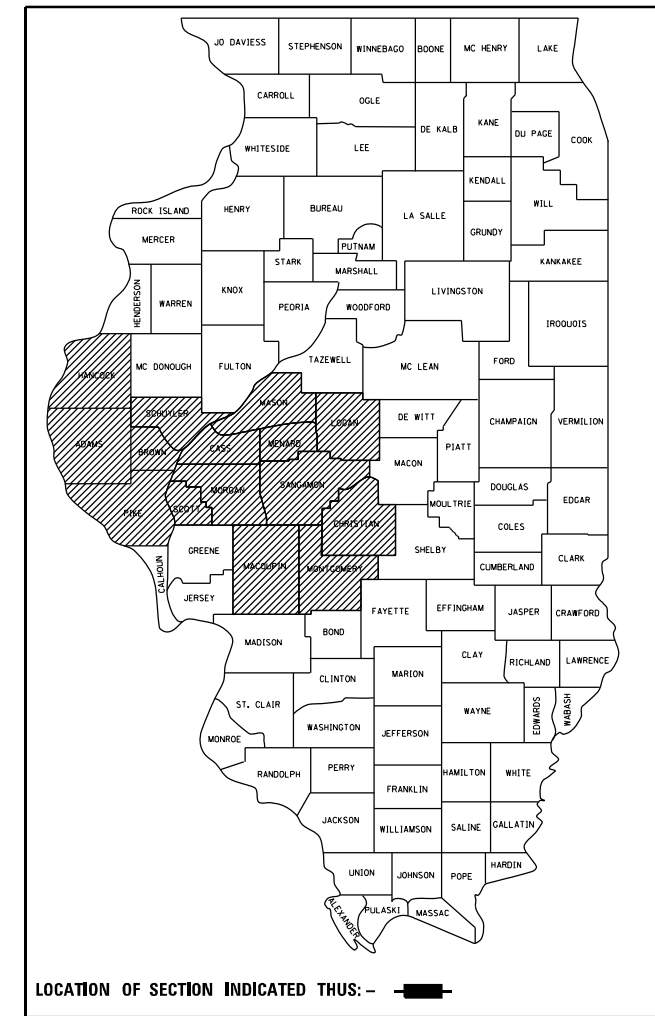 JO DAVIESS STEPHENSON WINNEBAGO BOONE MC HENRY LAKE
CARROLL OGLE
DE KALB KANE DU PAGE COOK
WHITESIDE LEE
KENDALL
WILL
ROCK ISLAND HENRY BUREAU LA SALLE
GRUNDY
MERCER PUTNAM
STARK MARSHALL KANKAKEE
HENDERSON WARREN KNOX LIVINGSTON
PEORIA WOODFORD IROQUOIS
HANCOCK MC DONOUGH FULTON TAZEWELL MC LEAN FORD
MASON
SCHUYLER LOGAN DE WITT CHAMPAIGN VERMILION
ADAMS BROWN CASS MENARD PIATT
MACON
PIKE MORGAN SANGAMON DOUGLAS
SCOTT CHRISTIAN MOULTRIE EDGAR
COLES
GREENE SHELBY
CALHOUN MACOUPIN MONTGOMERY CUMBERLAND CLARK
JERSEY
FAYETTE EFFINGHAM JASPER CRAWFORD
MADISON BOND
CLAY RICHLAND LAWRENCE
CLINTON MARION
ST. CLAIR WAYNE EDWARDS WABASH
MONROE WASHINGTON JEFFERSON
RANDOLPH PERRY HAMILTON WHITE
FRANKLIN
JACKSON WILLIAMSON SALINE GALLATIN
HARDIN
UNION JOHNSON POPE
ALEXANDER PULASKI MASSAC
LOCATION OF SECTION INDICATED THUS: -